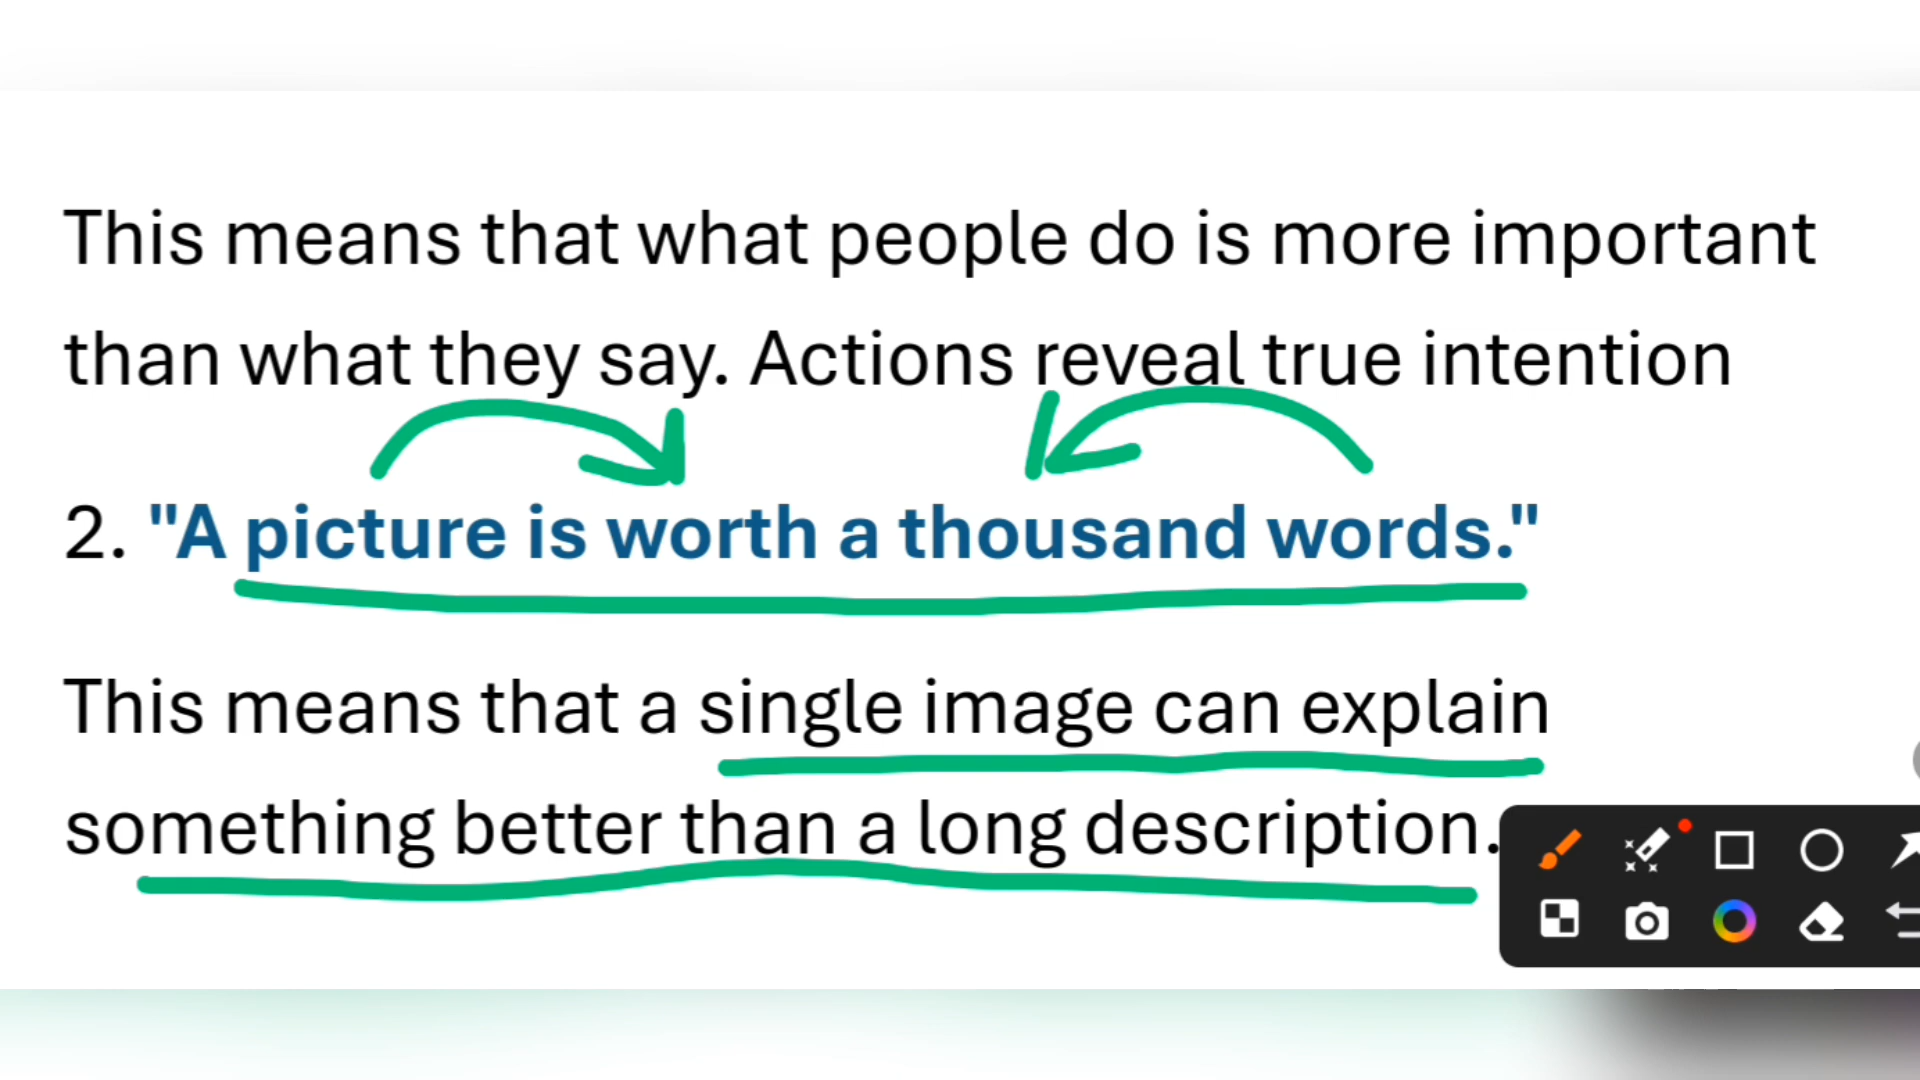 This means that what people do is more important
than what they say. Actions reveal true intention
2. "A picture is worth a thousand words."
This means that a single image can explain
something better than a long description.